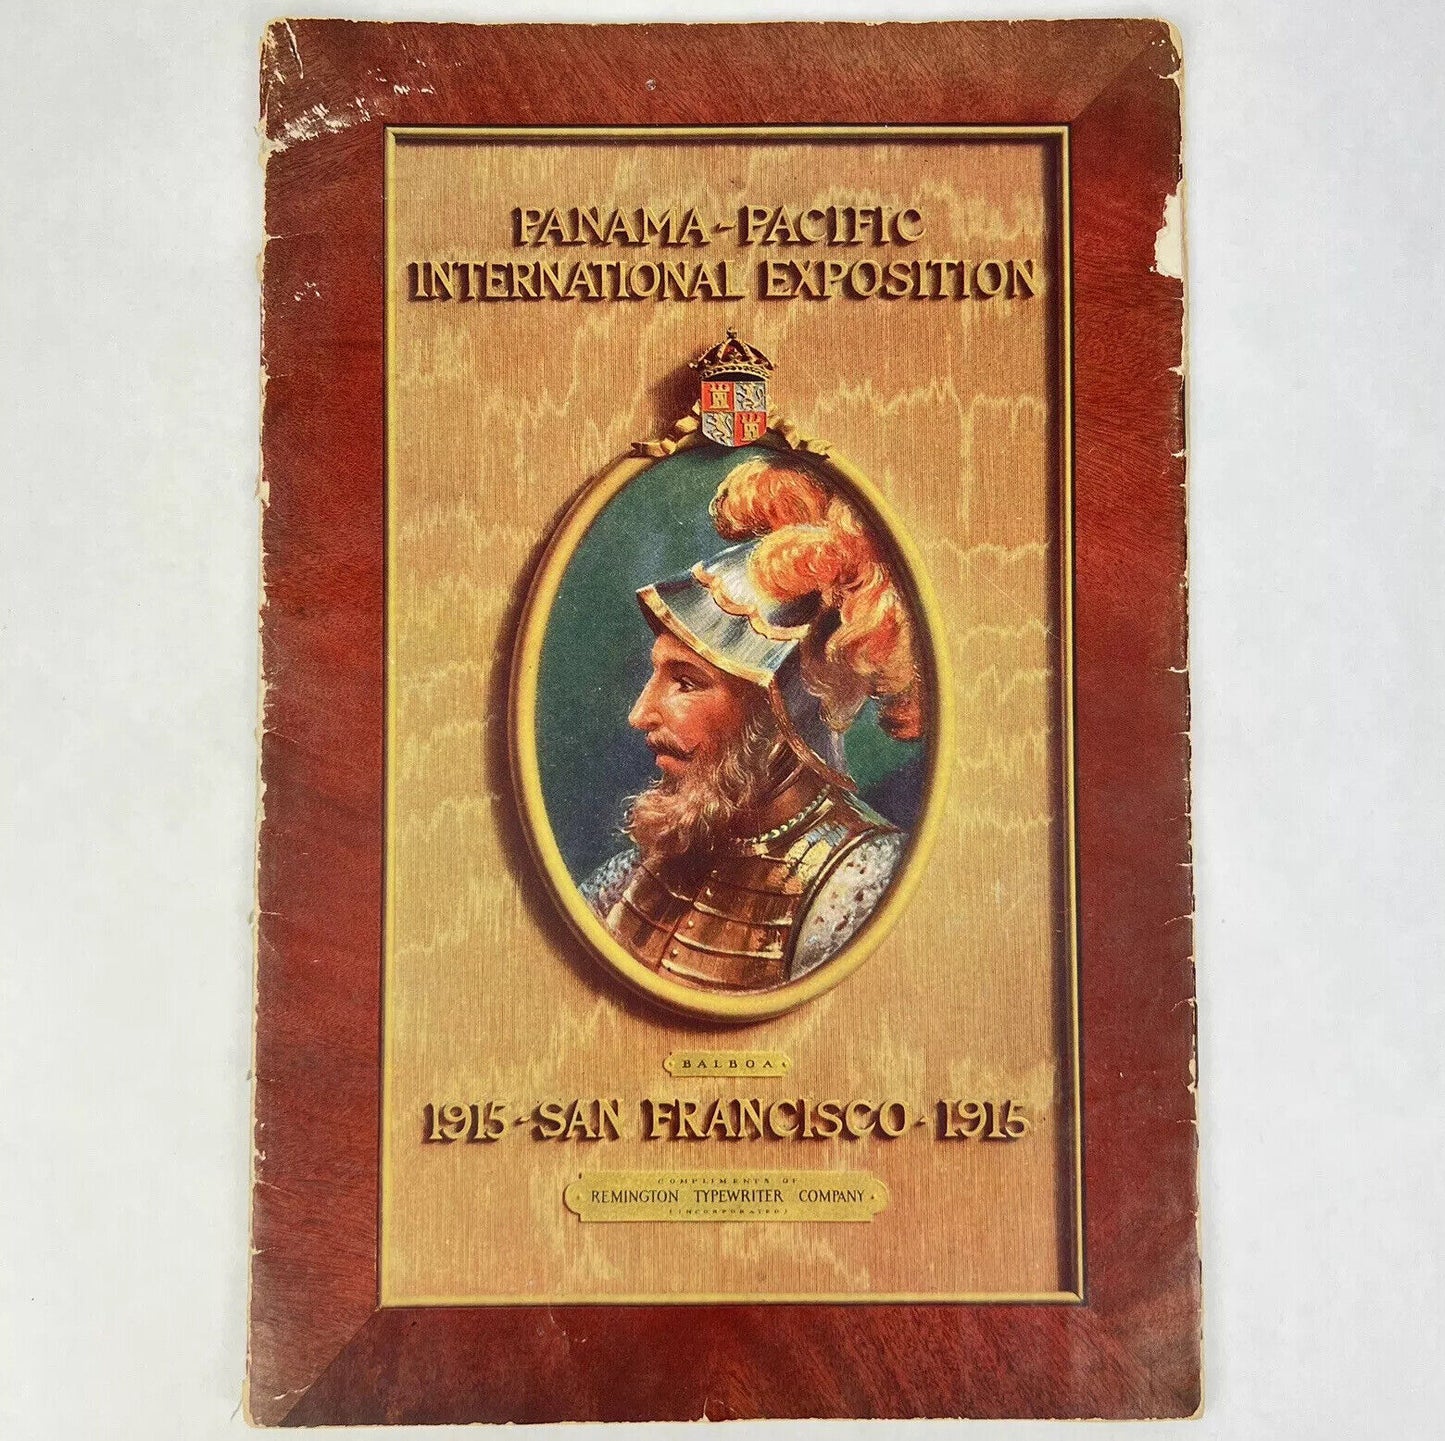 PANAMA-PACIFIC
INTERNATIONAL EXPOSITION
BALBOA
1915-SAN FRANCISCO-1915
COMPLIMENTS OF
REMINGTON TYPEWRITER COMPANY
(INCORPORATED)